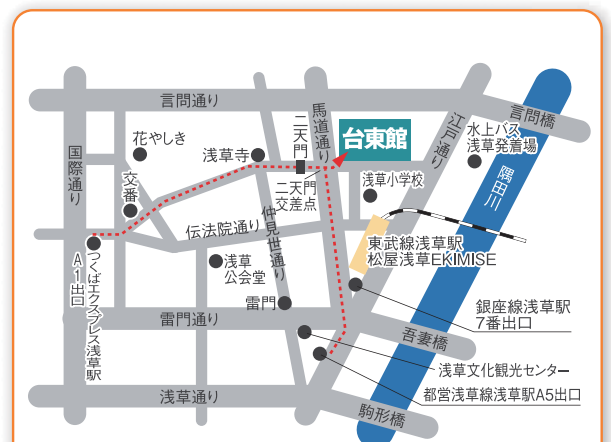 言問通り
言問橋
馬道通り
江戸通り
二天門
台東館
水上バス
浅草発着場
花やしき
国際通り
浅草寺
交番
二天門
交差点
浅草小学校
隅田川
仲見世通り
伝法院通り
東武線浅草駅
松屋浅草EKIMISE
浅草
公会堂
A1出口
つくばエクスプレス浅草駅
雷門
銀座線浅草駅
7番出口
雷門通り
吾妻橋
浅草文化観光センター
都営浅草線浅草駅A5出口
浅草通り
駒形橋